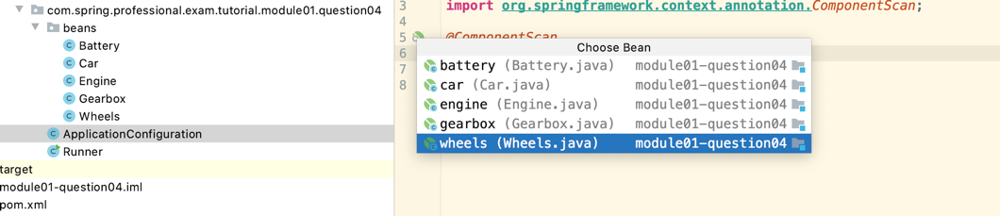 com.spring.professional.exam.tutorial.module01.question04
beans
Battery
Car
Engine
Gearbox
Wheels
ApplicationConfiguration
Runner
target
module01-question04.iml
pom.xml
3 import org.springframework.context.annotation.ComponentScan;
4
5 @ComponentScan
6
7
8
Choose Bean
battery (Battery.java) module01-question04
car (Car.java) module01-question04
engine (Engine.java) module01-question04
gearbox (Gearbox.java) module01-question04
wheels (Wheels.java) module01-question04